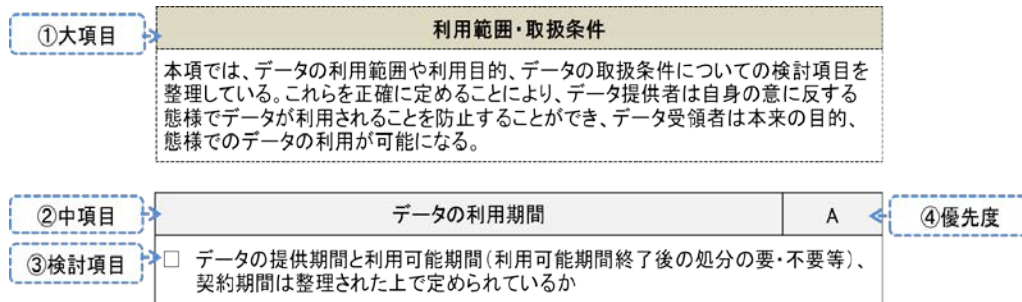 ①大項目
利用範囲・取扱条件
本項では、データの利用範囲や利用目的、データの取扱条件についての検討項目を
整理している。これらを正確に定めることにより、データ提供者は自身の意に反する
態様でデータが利用されることを防止することができ、データ受領者は本来の目的、
態様でのデータの利用が可能になる。
②中項目
データの利用期間
A
④優先度
③検討項目
□ データの提供期間と利用可能期間（利用可能期間終了後の処分の要・不要等）、
契約期間は整理された上で定められているか